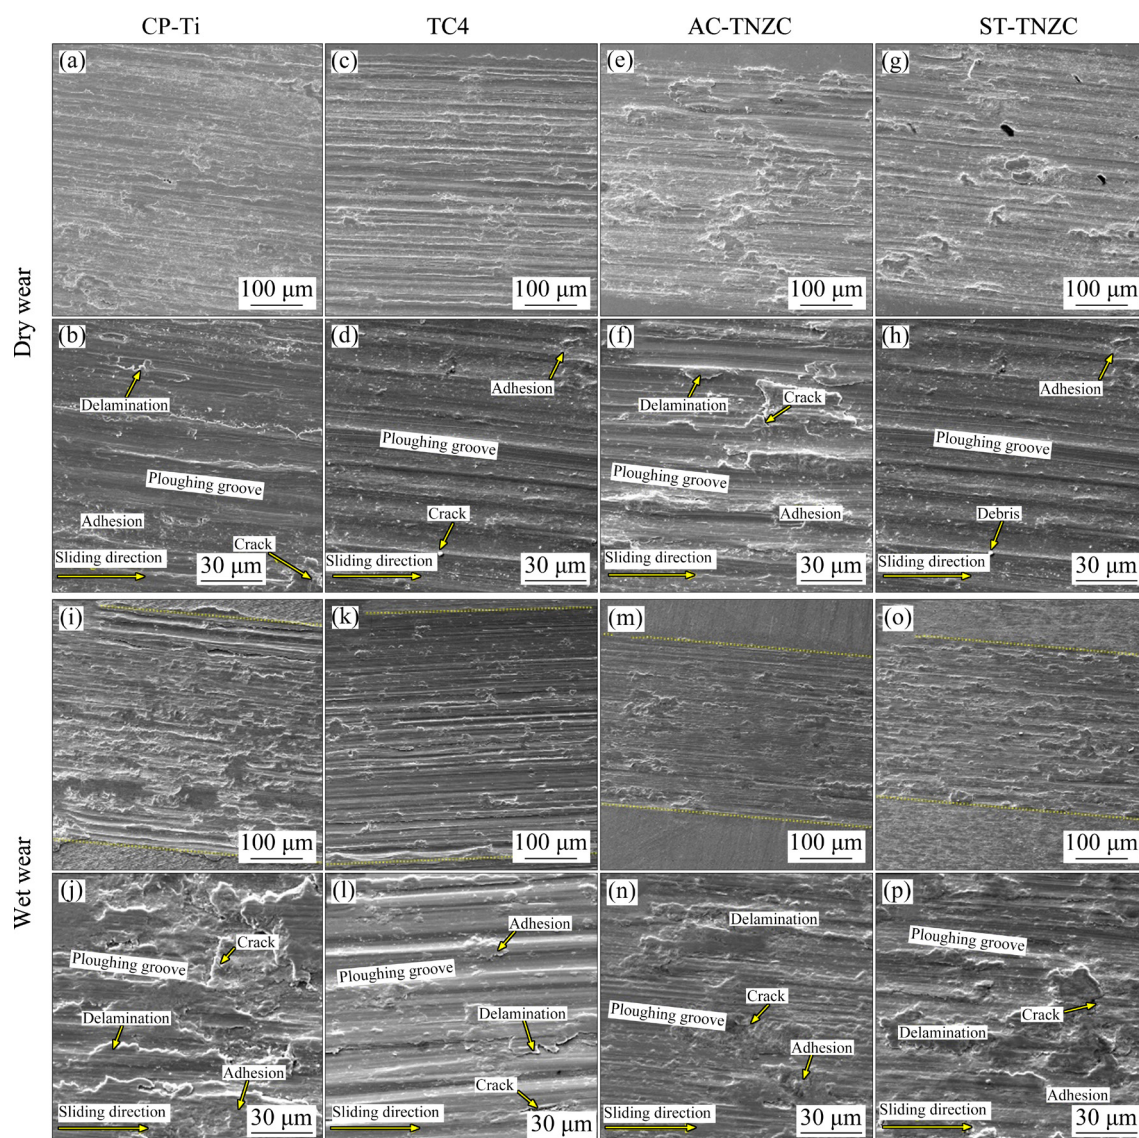 CP-Ti
TC4
AC-TNZC
ST-TNZC
Dry wear
(a)
100 μm
(c)
100 μm
(e)
100 μm
(g)
100 μm
(b)
Delamination
Ploughing groove
Adhesion
Crack
Sliding direction
30 μm
(d)
Adhesion
Ploughing groove
Crack
Sliding direction
30 μm
(f)
Delamination
Crack
Ploughing groove
Adhesion
Sliding direction
30 μm
(h)
Adhesion
Ploughing groove
Debris
Sliding direction
30 μm
Wet wear
(i)
100 μm
(k)
100 μm
(m)
100 μm
(o)
100 μm
(j)
Crack
Ploughing groove
Delamination
Adhesion
Sliding direction
30 μm
(l)
Adhesion
Ploughing groove
Delamination
Crack
Sliding direction
30 μm
(n)
Delamination
Crack
Ploughing groove
Adhesion
Sliding direction
30 μm
(p)
Ploughing groove
Crack
Delamination
Adhesion
Sliding direction
30 μm